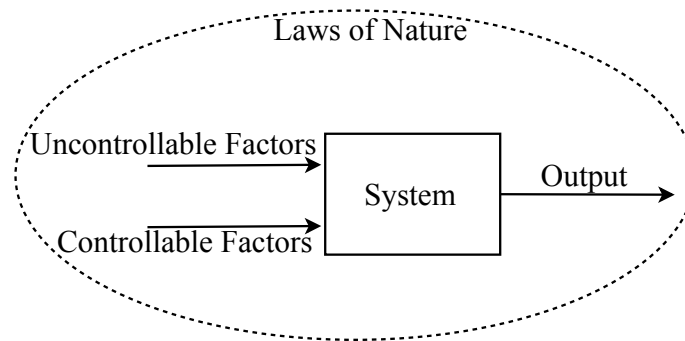 Laws of Nature
Uncontrollable Factors
System
Output
Controllable Factors